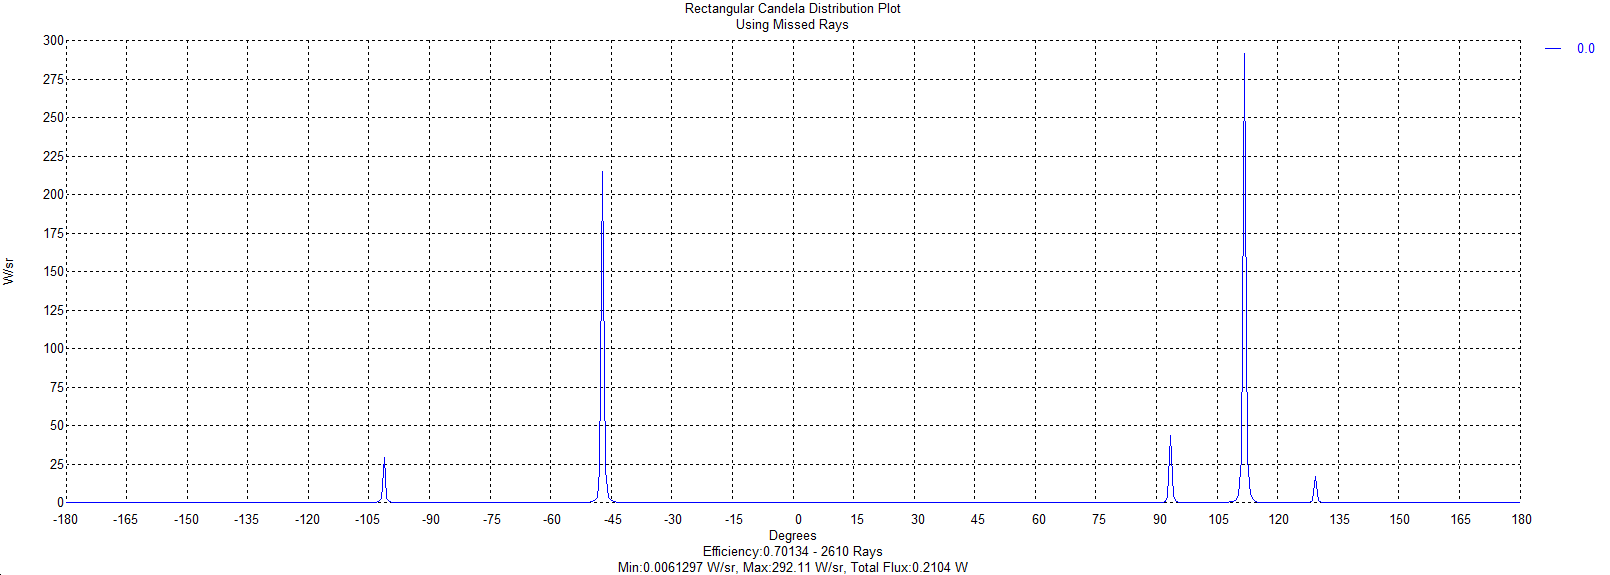 Rectangular Candela Distribution Plot
Using Missed Rays
300
0.0
275
250
225
200
175
150
W/sr
125
100
75
50
25
0
-180 -165 -150 -135 -120 -105 -90 -75 -60 -45 -30 -15 0 15 30 45 60 75 90 105 120 135 150 165 180
Degrees
Efficiency:0.70134 - 2610 Rays
Min:0.0061297 W/sr, Max:292.11 W/sr, Total Flux:0.2104 W